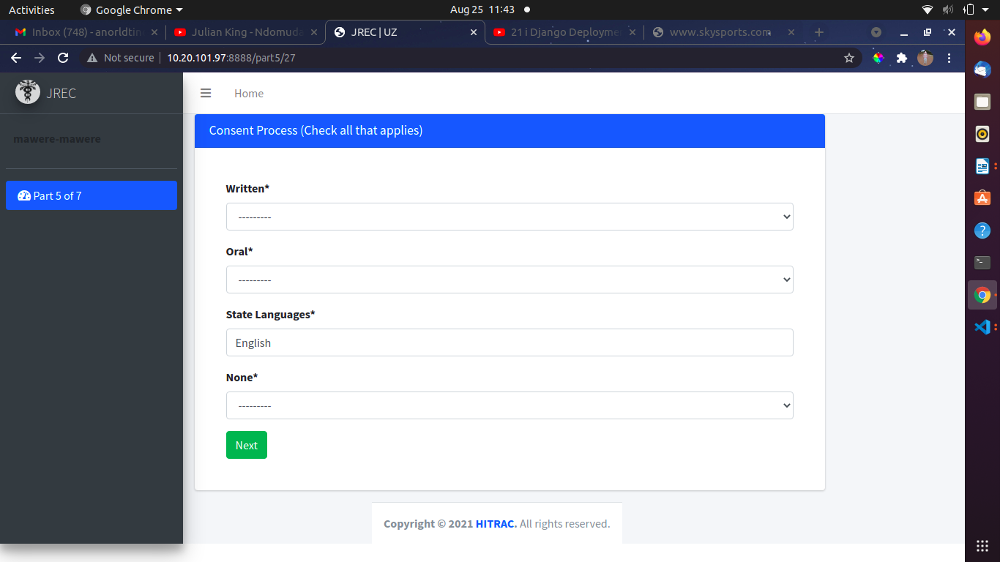 Activities
Google Chrome
Aug 25 11:43
Inbox (748) - anorldtin
Julian King - Ndomuda
JREC | UZ
21 i Django Deployme
www.skysports.com
Not secure
10.20.101.97:8888/part5/27
JREC
Home
mawere-mawere
Part 5 of 7
Consent Process (Check all that applies)
Written*
---------
Oral*
---------
State Languages*
English
None*
---------
Next
Copyright © 2021 HITRAC. All rights reserved.